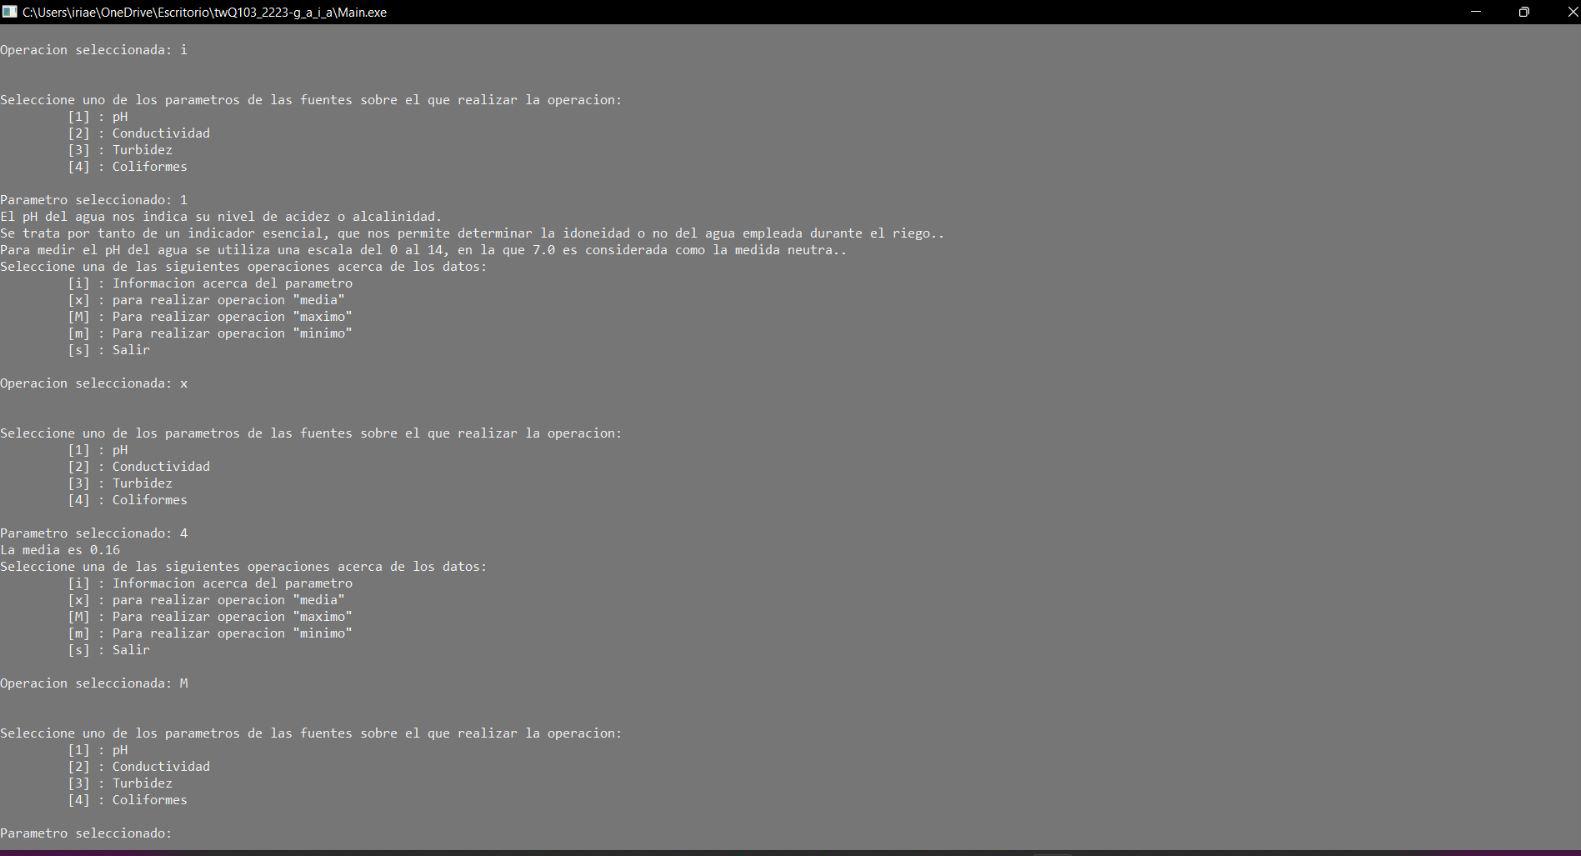 C:\Users\iriae\OneDrive\Escritorio\twQ103_2223-g_a_i_a\Main.exe
Operacion seleccionada: i
Seleccione uno de los parametros de las fuentes sobre el que realizar la operacion:
[1] : pH
[2] : Conductividad
[3] : Turbidez
[4] : Coliformes
Parametro seleccionado: 1
El pH del agua nos indica su nivel de acidez o alcalinidad.
Se trata por tanto de un indicador esencial, que nos permite determinar la idoneidad o no del agua empleada durante el riego..
Para medir el pH del agua se utiliza una escala del 0 al 14, en la que 7.0 es considerada como la medida neutra..
Seleccione una de las siguientes operaciones acerca de los datos:
[i] : Informacion acerca del parametro
[x] : para realizar operacion "media"
[M] : Para realizar operacion "maximo"
[m] : Para realizar operacion "minimo"
[s] : Salir
Operacion seleccionada: x
Seleccione uno de los parametros de las fuentes sobre el que realizar la operacion:
[1] : pH
[2] : Conductividad
[3] : Turbidez
[4] : Coliformes
Parametro seleccionado: 4
La media es 0.16
Seleccione una de las siguientes operaciones acerca de los datos:
[i] : Informacion acerca del parametro
[x] : para realizar operacion "media"
[M] : Para realizar operacion "maximo"
[m] : Para realizar operacion "minimo"
[s] : Salir
Operacion seleccionada: M
Seleccione uno de los parametros de las fuentes sobre el que realizar la operacion:
[1] : pH
[2] : Conductividad
[3] : Turbidez
[4] : Coliformes
Parametro seleccionado: